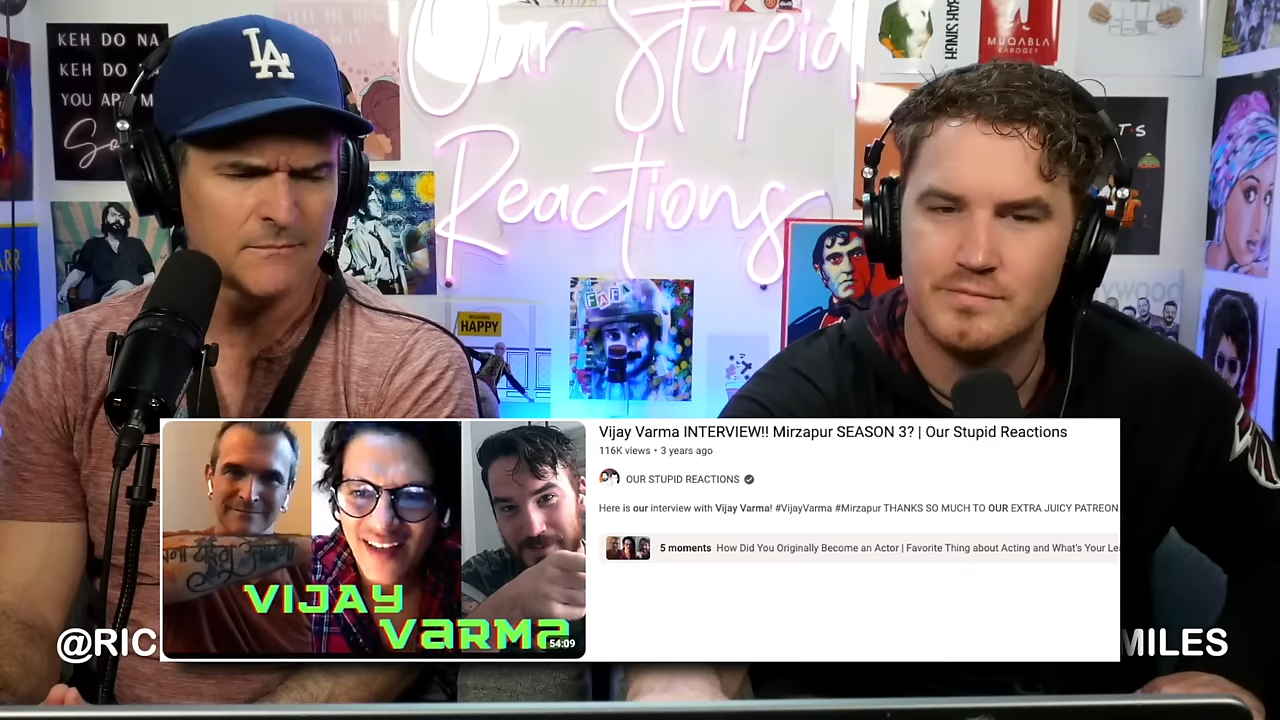 KEH DO NA
KEH DO
YOU AR
So
LA
Our Stupid
Reactions
MUQABLA
HAPPY
FAF
T'S
Vijay Varma INTERVIEW!! Mirzapur SEASON 3? | Our Stupid Reactions
116K views • 3 years ago
OUR STUPID REACTIONS
Here is our interview with Vijay Varma! #VijayVarma #Mirzapur THANKS SO MUCH TO OUR EXTRA JUICY PATREON
5 moments How Did You Originally Become an Actor | Favorite Thing about Acting and What's Your Lea
VIJAY
VARMA
54:09
@RIC
MILES